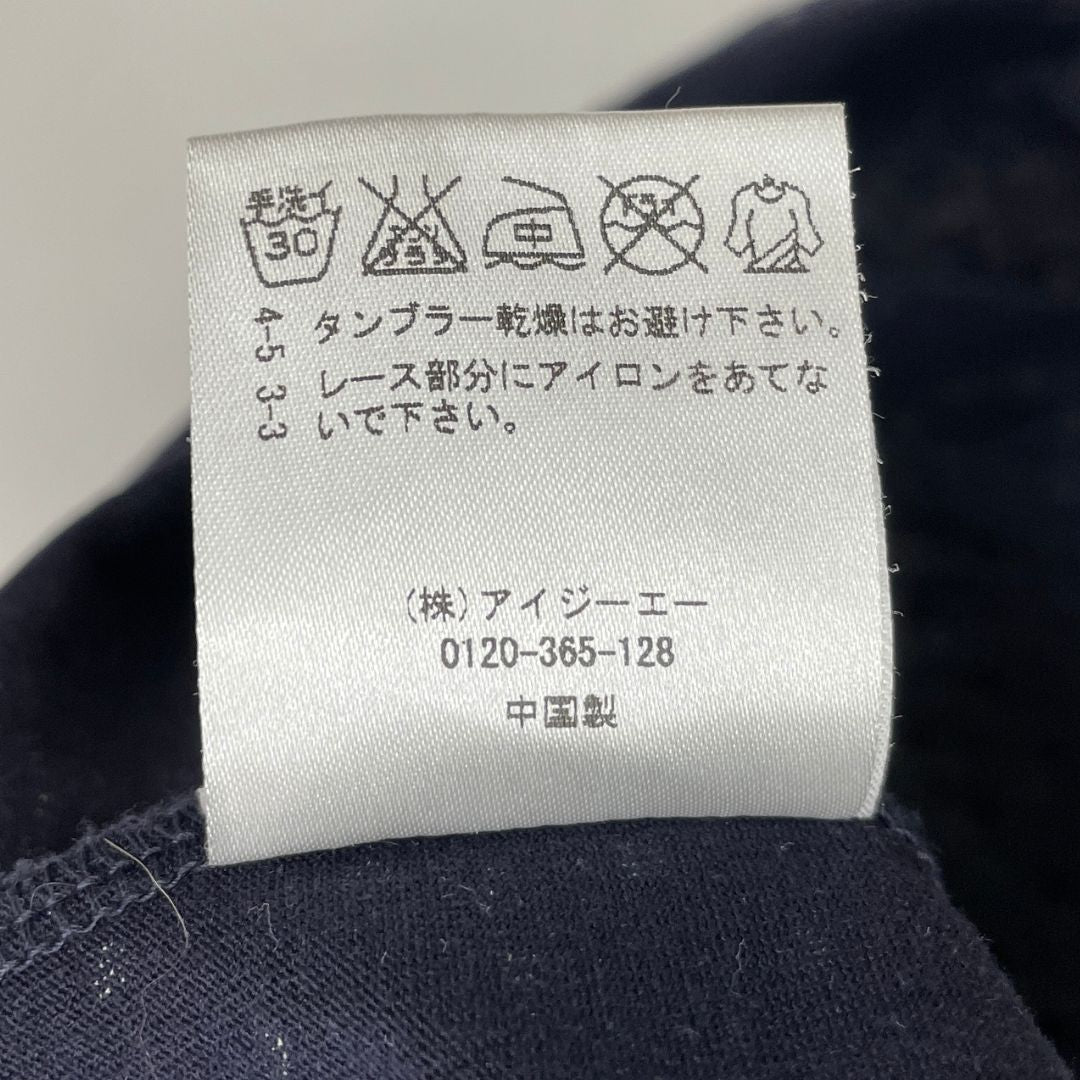 手洗イ
30
中
4-5 タンブラー乾燥はお避け下さい。
3-3 レース部分にアイロンをあてな
いで下さい。
(株)アイジーエー
0120-365-128
中国製